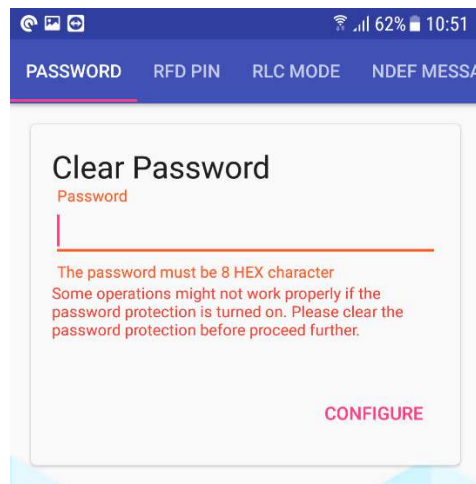 62% 10:51
PASSWORD RFD PIN RLC MODE NDEF MESSA
Clear Password
Password
The password must be 8 HEX character
Some operations might not work properly if the
password protection is turned on. Please clear the
password protection before proceed further.
CONFIGURE